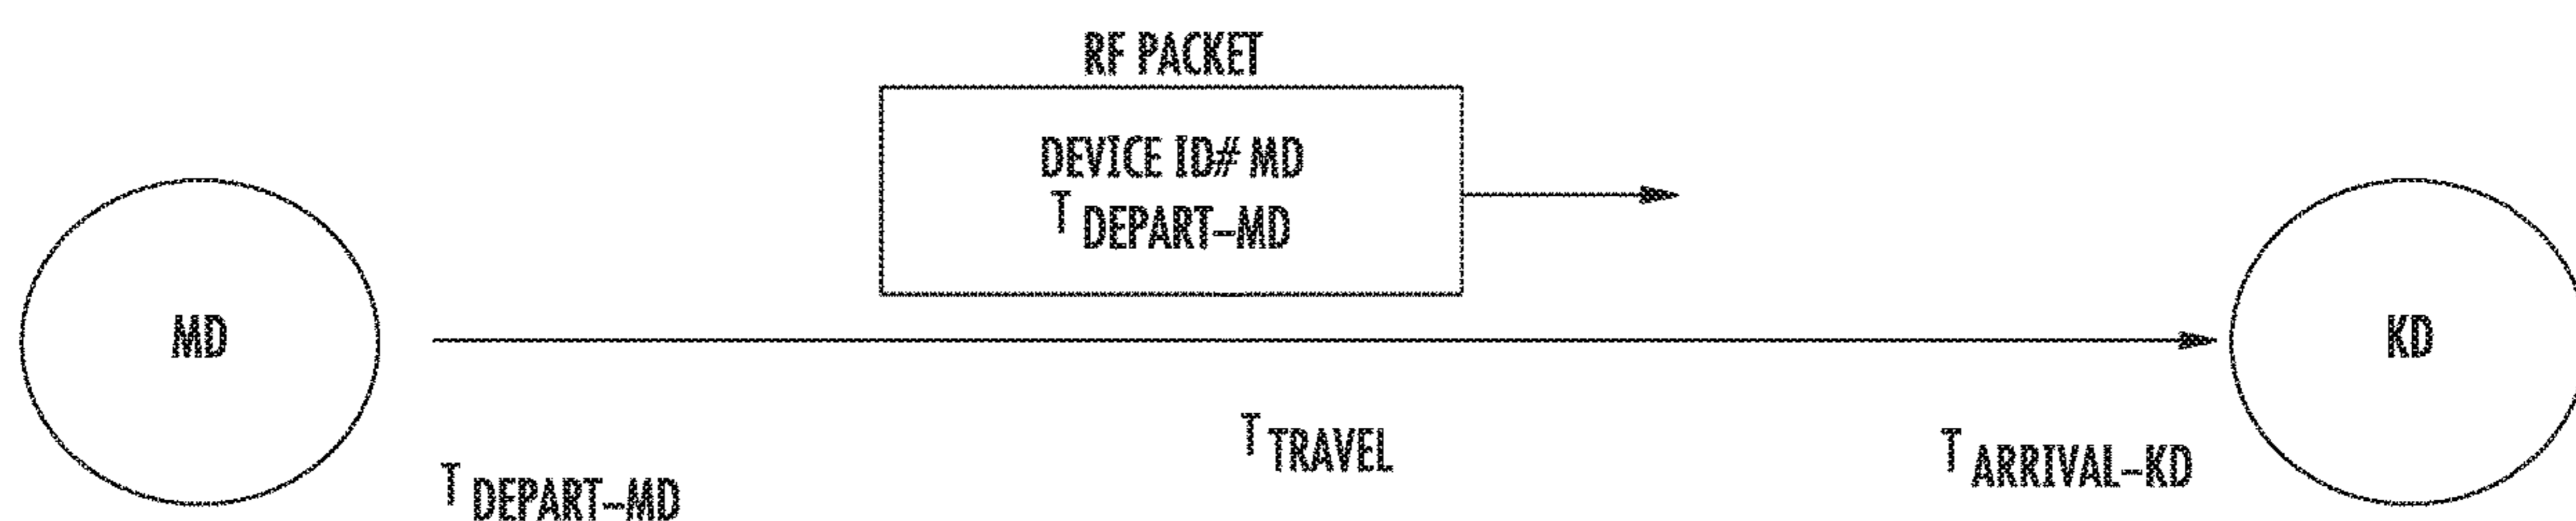 RF PACKET
DEVICE ID# MD
T DEPART-MD
MD
KD
T TRAVEL
T ARRIVAL-KD
T DEPART-MD